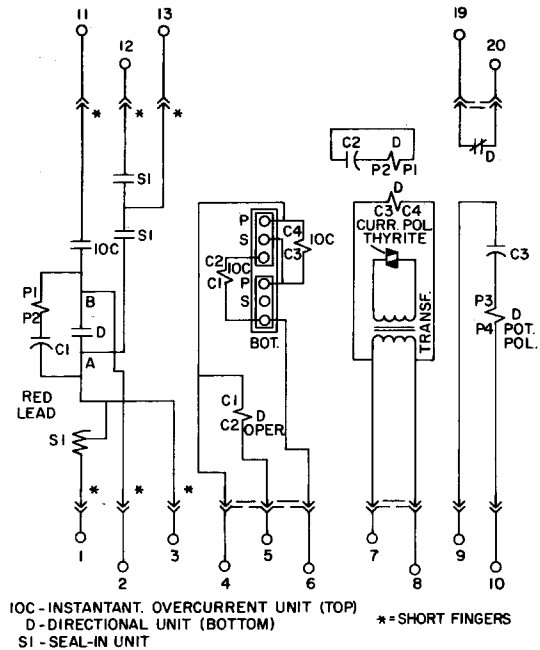 11
13
12
19
20
*
*
*
C2
D
P2
P1
D
S1
D
C3
C4
CURR. POL.
THYRITE
P
S
C4
C3
IOC
S1
IOC
C2
C1
IOC
P
S
BOT.
C3
P1
P2
B
D
C1
A
TRANSF.
P3
P4
D
POT.
POL.
RED
LEAD
C1
C2
D
OPER.
S1
*
*
*
1
2
3
4
5
6
7
8
9
10
IOC - INSTANTANT. OVERCURRENT UNIT (TOP)
D - DIRECTIONAL UNIT (BOTTOM)
SI - SEAL-IN UNIT
* = SHORT FINGERS